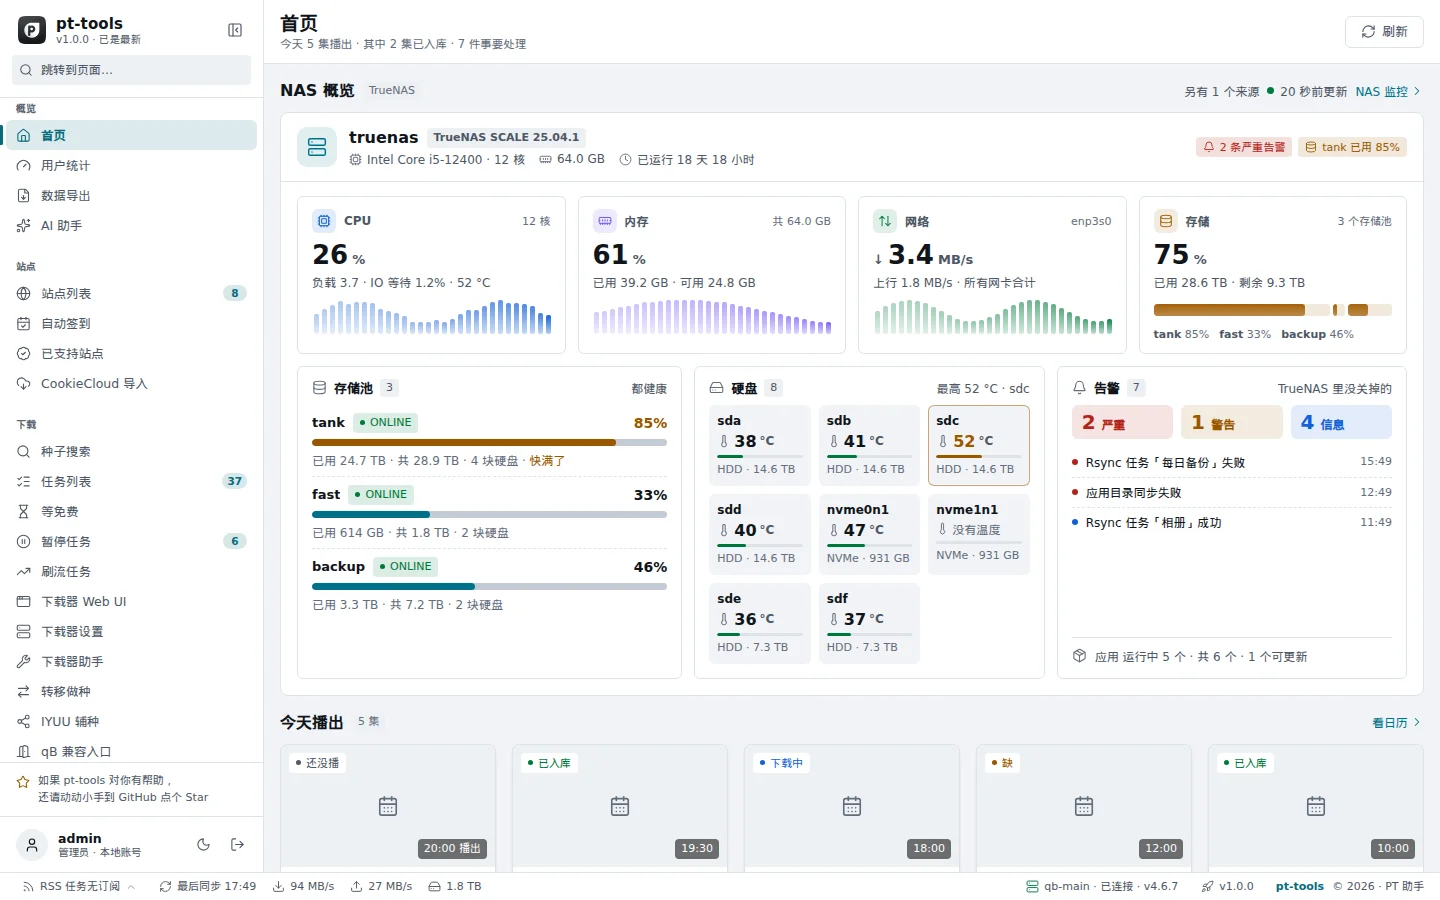 pt-tools
v1.0.0 · 已是最新
跳转到页面…
概览
首页
用户统计
数据导出
AI 助手
站点
站点列表 8
自动签到
已支持站点
CookieCloud 导入
下载
种子搜索
任务列表 37
等免费
暂停任务 6
刷流任务
下载器 Web UI
下载器设置
下载器助手
转移做种
IYUU 辅种
qB 兼容入口
如果 pt-tools 对你有帮助，
还请动动小手到 GitHub 点个 Star
admin
管理员 · 本地账号
首页
今天 5 集播出 · 其中 2 集已入库 · 7 件事要处理
刷新
NAS 概览 TrueNAS
另有 1 个来源 20 秒前更新 NAS 监控
truenas TrueNAS SCALE 25.04.1
Intel Core i5-12400 · 12 核 64.0 GB 已运行 18 天 18 小时
2 条严重告警 tank 已用 85%
CPU 12 核
26 %
负载 3.7 · IO 等待 1.2% · 52 °C
内存 共 64.0 GB
61 %
已用 39.2 GB · 可用 24.8 GB
网络 enp3s0
↓ 3.4 MB/s
上行 1.8 MB/s · 所有网卡合计
存储 3 个存储池
75 %
已用 28.6 TB · 剩余 9.3 TB
tank 85% fast 33% backup 46%
存储池 3 都健康
tank ONLINE 85%
已用 24.7 TB · 共 28.9 TB · 4 块硬盘 · 快满了
fast ONLINE 33%
已用 614 GB · 共 1.8 TB · 2 块硬盘
backup ONLINE 46%
已用 3.3 TB · 共 7.2 TB · 2 块硬盘
硬盘 8 最高 52 °C · sdc
sda
38 °C
HDD · 14.6 TB
sdb
41 °C
HDD · 14.6 TB
sdc
52 °C
HDD · 14.6 TB
sdd
40 °C
HDD · 14.6 TB
nvme0n1
47 °C
NVMe · 931 GB
nvme1n1
没有温度
NVMe · 931 GB
sde
36 °C
HDD · 7.3 TB
sdf
37 °C
HDD · 7.3 TB
告警 7 TrueNAS 里没关掉的
2 严重 1 警告 4 信息
Rsync 任务「每日备份」失败 15:49
应用目录同步失败 12:49
Rsync 任务「相册」成功 11:49
应用 运行中 5 个 · 共 6 个 · 1 个可更新
今天播出 5 集 看日历
还没播
20:00 播出
已入库
19:30
下载中
18:00
缺
12:00
已入库
10:00
RSS 任务无订阅 最后同步 17:49 94 MB/s 27 MB/s 1.8 TB
qb-main · 已连接 · v4.6.7 v1.0.0 pt-tools © 2026 · PT 助手